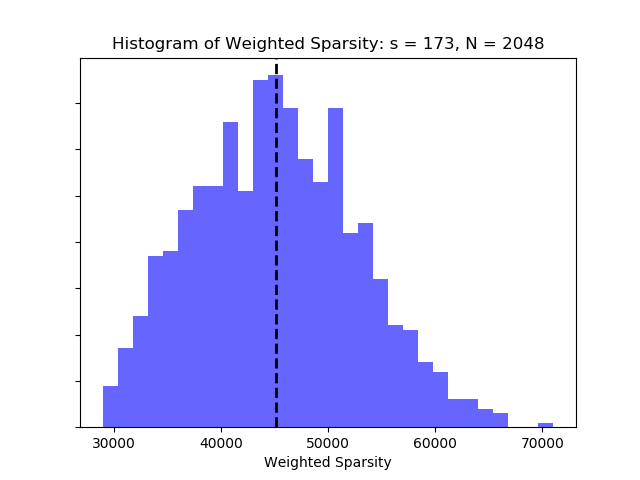 Histogram of Weighted Sparsity: s = 173, N = 2048
30000 40000 50000 60000 70000
Weighted Sparsity